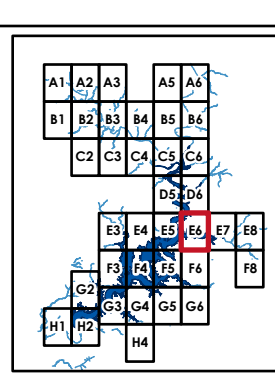 A1 A2 A3 A5 A6
B1 B2 B3 B4 B5 B6
C2 C3 C4 C5 C6
D5 D6
E3 E4 E5 E6 E7 E8
F3 F4 F5 F6 F8
G2
G3 G4 G5 G6
H1 H2
H4